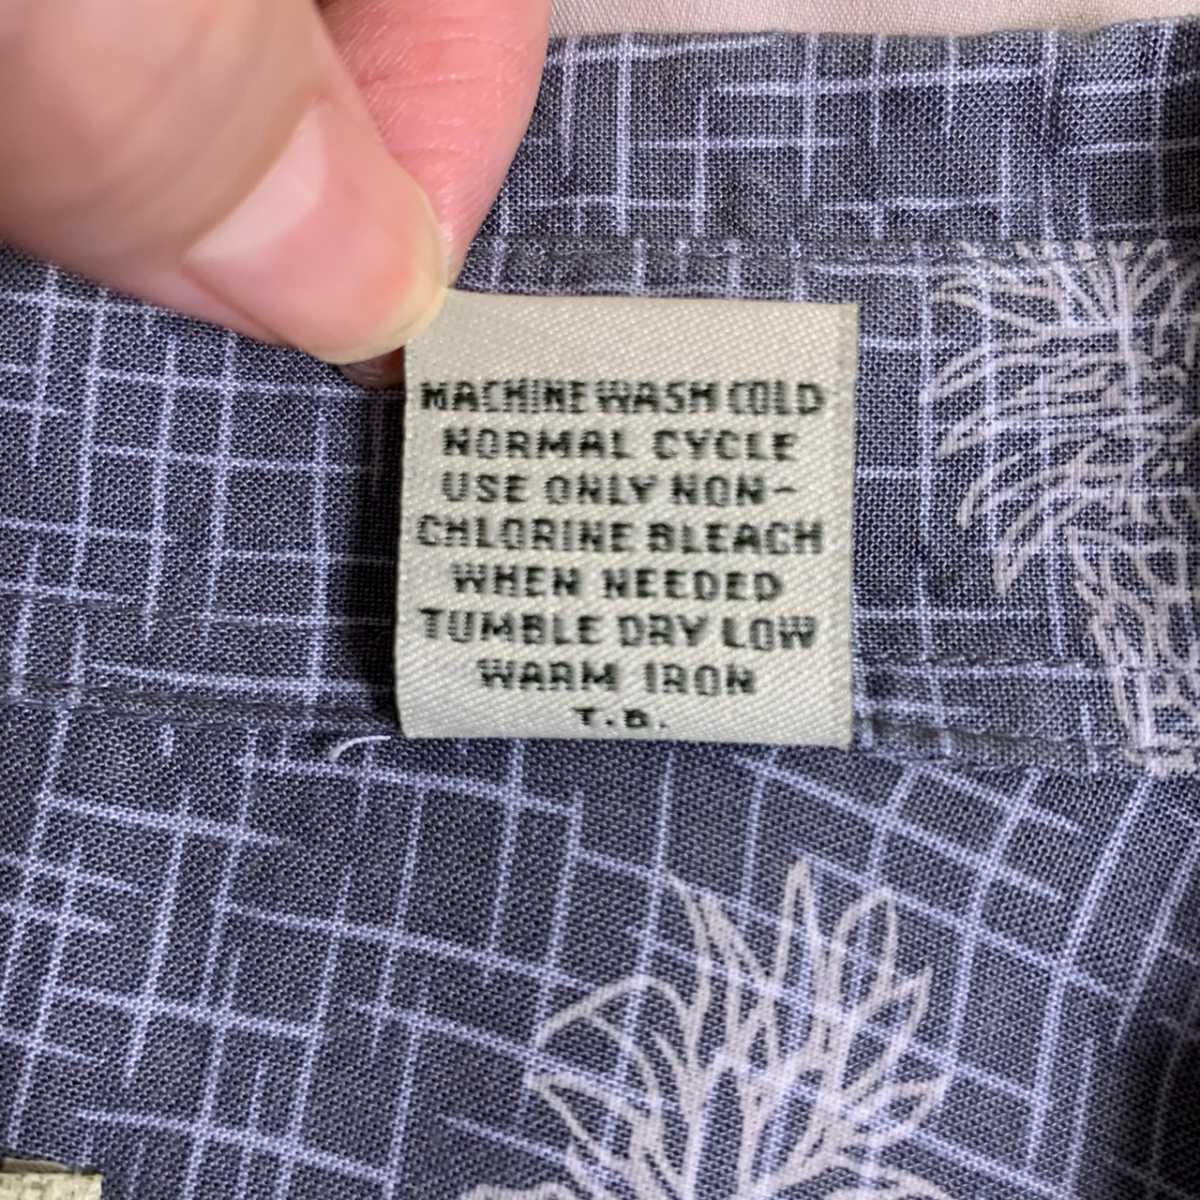 MACHINE WASH COLD
NORMAL CYCLE
USE ONLY NON-
CHLORINE BLEACH
WHEN NEEDED
TUMBLE DRY LOW
WARM IRON
T.B.